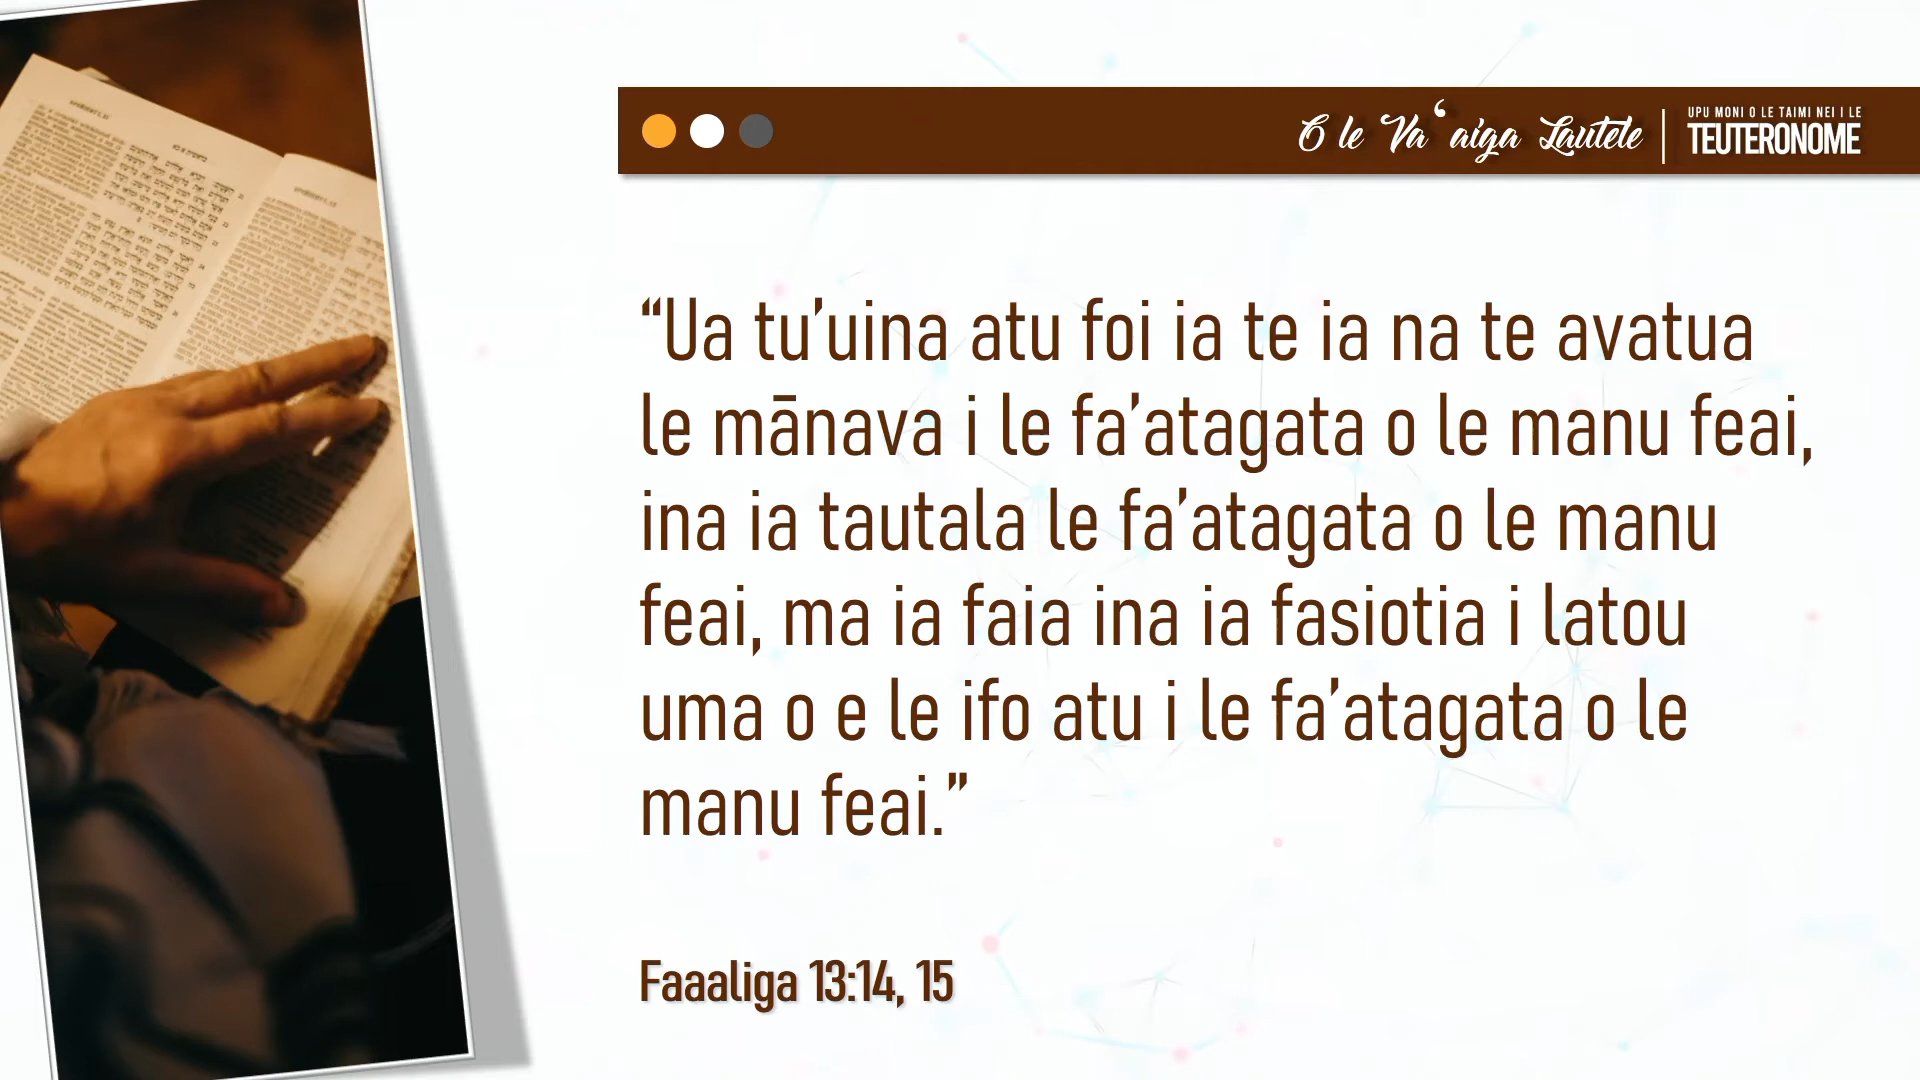 O le Va‘aiga Lautele
UPU MONI O LE TAIMI NEI I LE
TEUTERONOME
“Ua tu’uina atu foi ia te ia na te avatua
le mānava i le fa’atagata o le manu feai,
ina ia tautala le fa’atagata o le manu
feai, ma ia faia ina ia fasiotia i latou
uma o e le ifo atu i le fa’atagata o le
manu feai.”
Faaaliga 13:14, 15